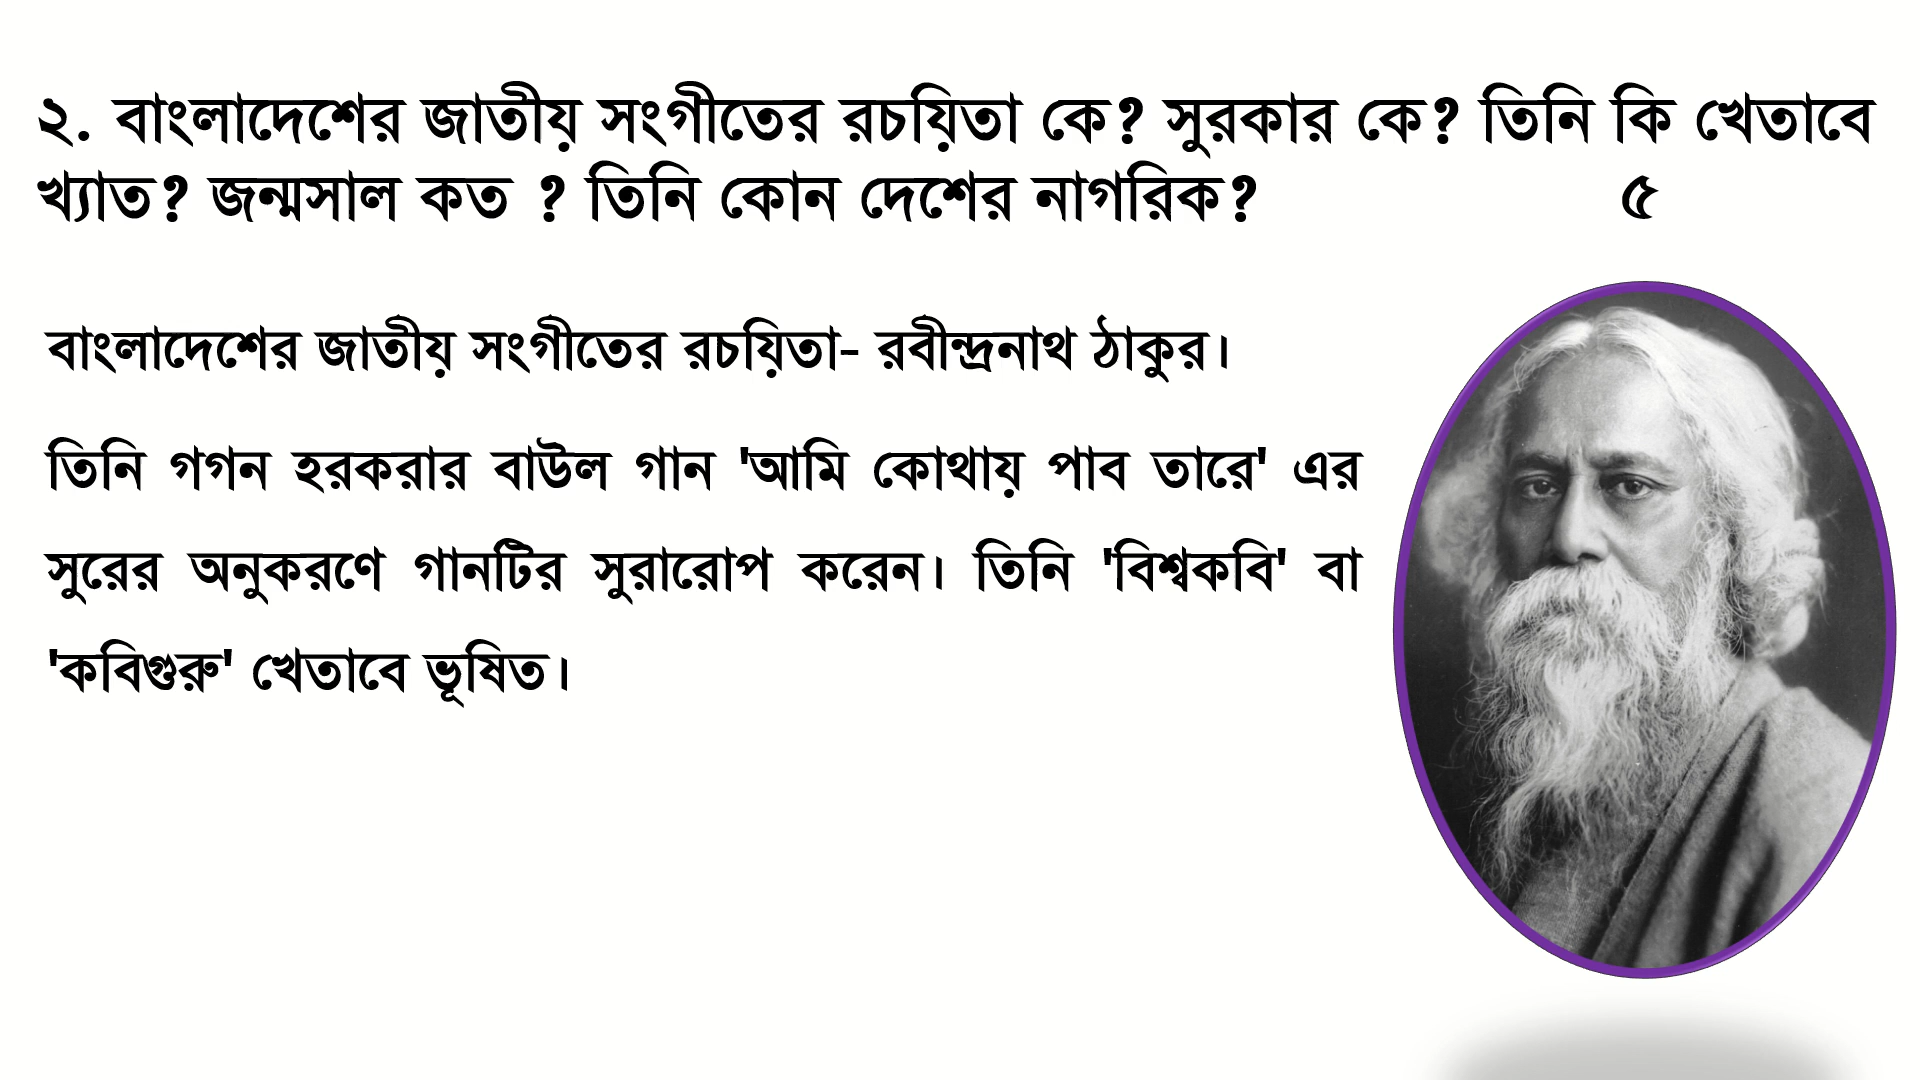 ২. বাংলাদেশের জাতীয় সংগীতের রচয়িতা কে? সুরকার কে? তিনি কি খেতাবে
খ্যাত? জন্মসাল কত ? তিনি কোন দেশের নাগরিক? ৫
বাংলাদেশের জাতীয় সংগীতের রচয়িতা- রবীন্দ্রনাথ ঠাকুর।
তিনি গগন হরকরার বাউল গান 'আমি কোথায় পাব তারে' এর
সুরের অনুকরণে গানটির সুরারোপ করেন। তিনি 'বিশ্বকবি' বা
'কবিগুরু' খেতাবে ভূষিত।